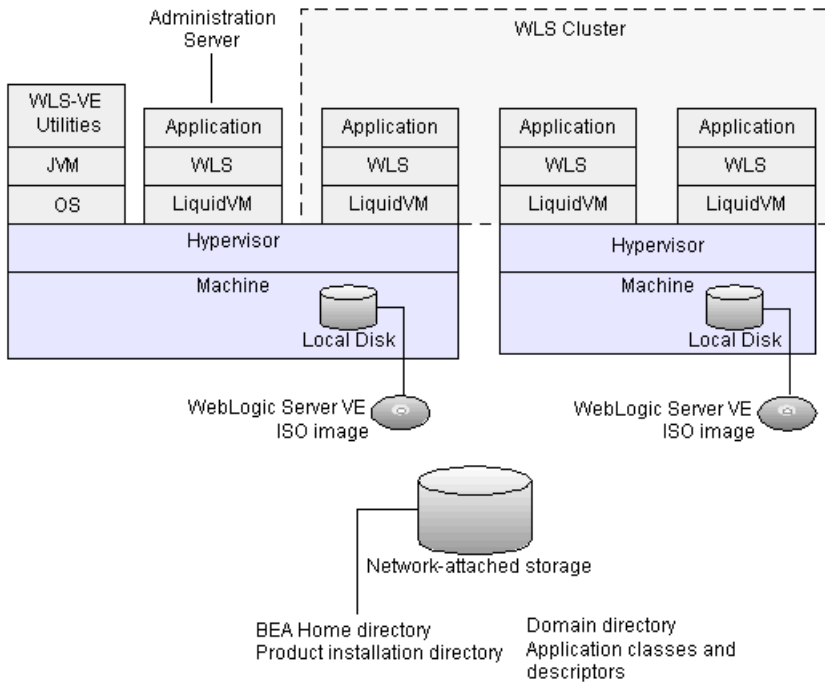 Administration
Server
WLS Cluster
WLS-VE
Utilities
JVM
OS
Application
WLS
LiquidVM
Application
WLS
LiquidVM
Application
WLS
LiquidVM
Application
WLS
LiquidVM
Hypervisor
Machine
Local Disk
Hypervisor
Machine
Local Disk
WebLogic Server VE
ISO image
WebLogic Server VE
ISO image
Network-attached storage
BEA Home directory
Product installation directory
Domain directory
Application classes and
descriptors